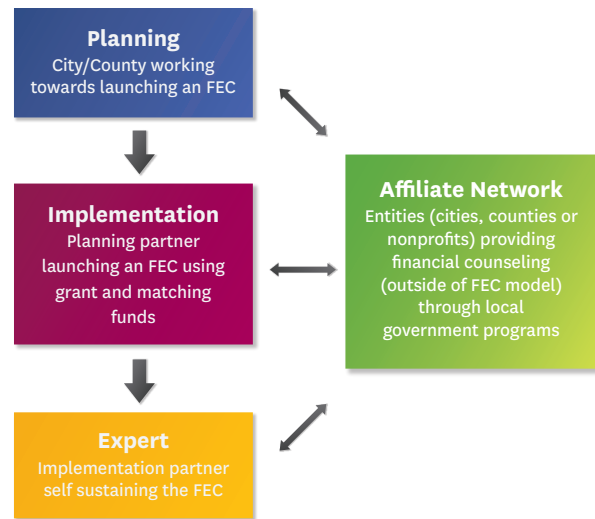 Planning
City/County working
towards launching an FEC
Implementation
Planning partner
launching an FEC using
grant and matching
funds
Expert
Implementation partner
self sustaining the FEC
Affiliate Network
Entities (cities, counties or
nonprofits) providing
financial counseling
(outside of FEC model)
through local
government programs